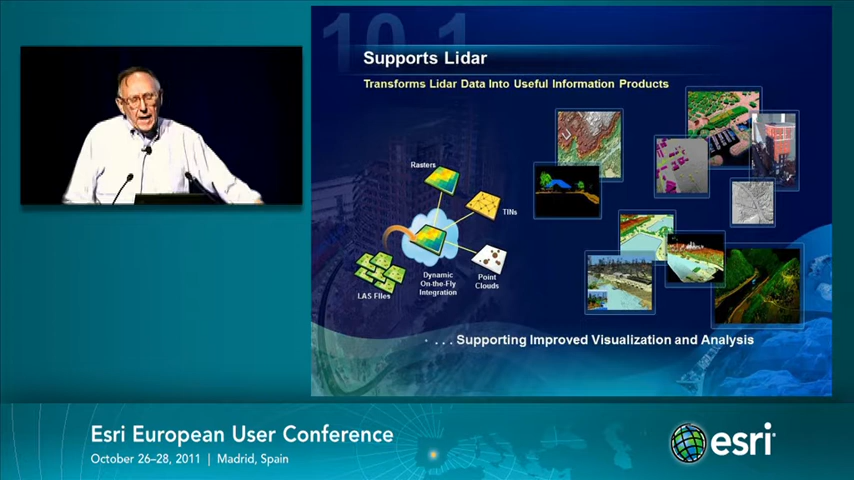 10.1
Supports Lidar
Transforms Lidar Data Into Useful Information Products
Rasters
TINs
Dynamic
On-the-Fly
Integration
Point
Clouds
LAS Files
. . . Supporting Improved Visualization and Analysis
Esri European User Conference
October 26–28, 2011 | Madrid, Spain
esri